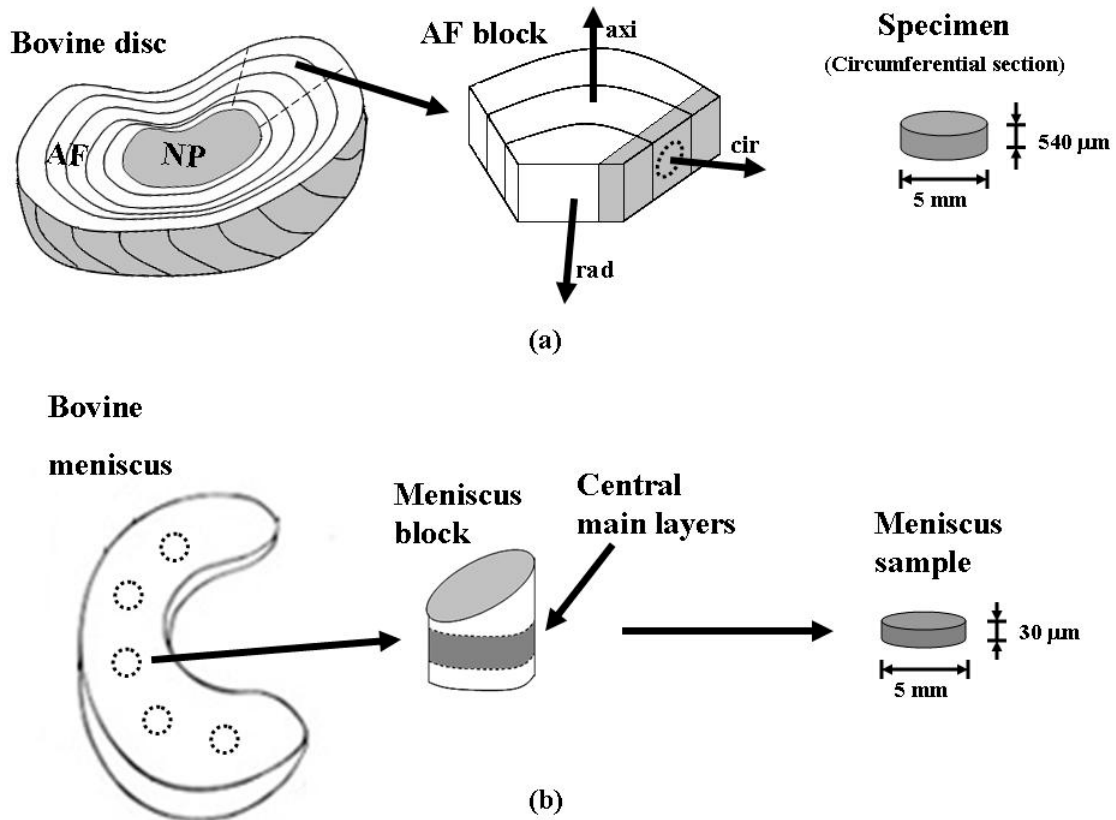 Bovine disc
AF
NP
AF block
axi
cir
rad
Specimen
(Circumferential section)
540 μm
5 mm
(a)
Bovine
meniscus
Meniscus
block
Central
main layers
Meniscus
sample
30 μm
5 mm
(b)